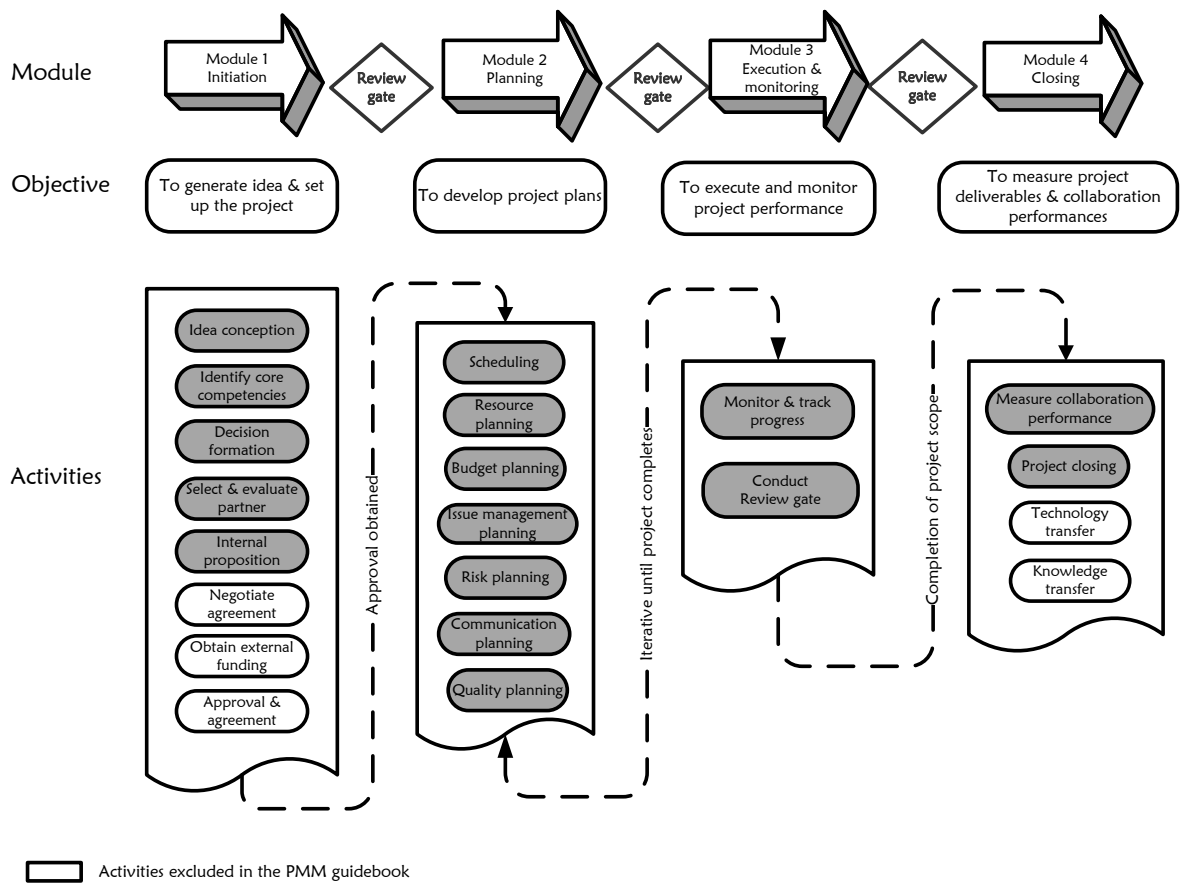 Module
Module 1
Initiation
Review
gate
Module 2
Planning
Review
gate
Module 3
Execution &
monitoring
Review
gate
Module 4
Closing
Objective
To generate idea & set
up the project
To develop project plans
To execute and monitor
project performance
To measure project
deliverables & collaboration
performances
Activities
Idea conception
Identify core
competencies
Decision
formation
Select & evaluate
partner
Internal
proposition
Negotiate
agreement
Obtain external
funding
Approval &
agreement
Approval obtained
Scheduling
Resource
planning
Budget planning
Issue management
planning
Risk planning
Communication
planning
Quality planning
Iterative until project completes
Monitor & track
progress
Conduct
Review gate
Completion of project scope
Measure collaboration
performance
Project closing
Technology
transfer
Knowledge
transfer
Activities excluded in the PMM guidebook